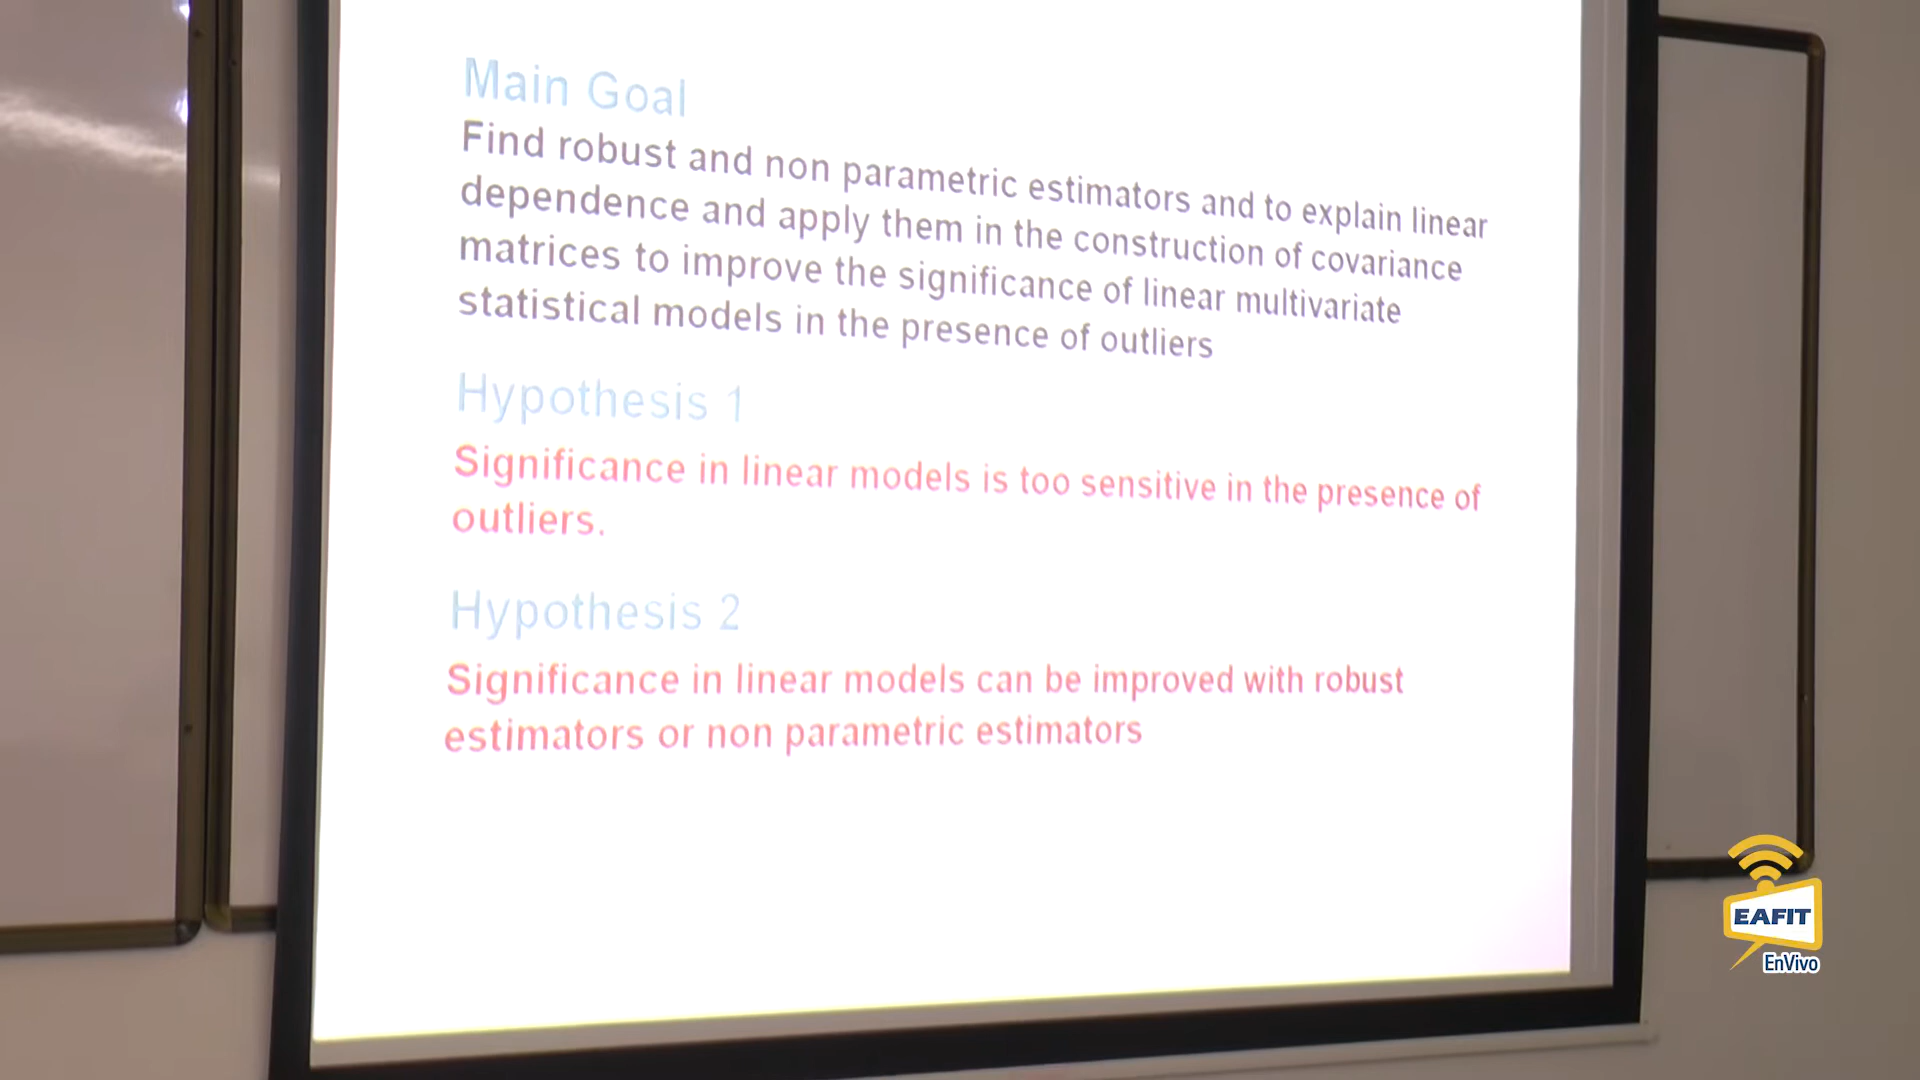 Main Goal
Find robust and non parametric estimators and to explain linear
dependence and apply them in the construction of covariance
matrices to improve the significance of linear multivariate
statistical models in the presence of outliers
Hypothesis 1
Significance in linear models is too sensitive in the presence of
outliers.
Hypothesis 2
Significance in linear models can be improved with robust
estimators or non parametric estimators
EAFIT
EnVivo